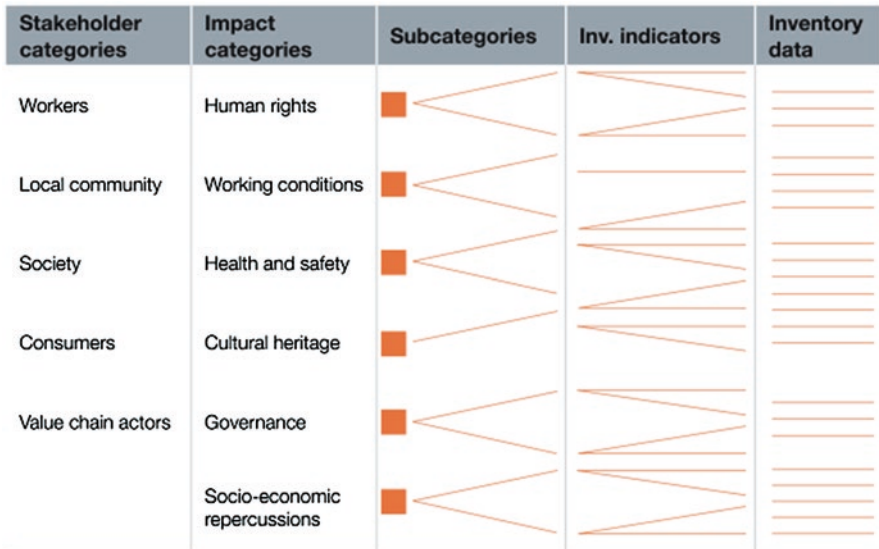 Stakeholder categories
Impact categories
Subcategories
Inv. indicators
Inventory data
Workers
Human rights
Local community
Working conditions
Society
Health and safety
Consumers
Cultural heritage
Value chain actors
Governance
Socio-economic
repercussions